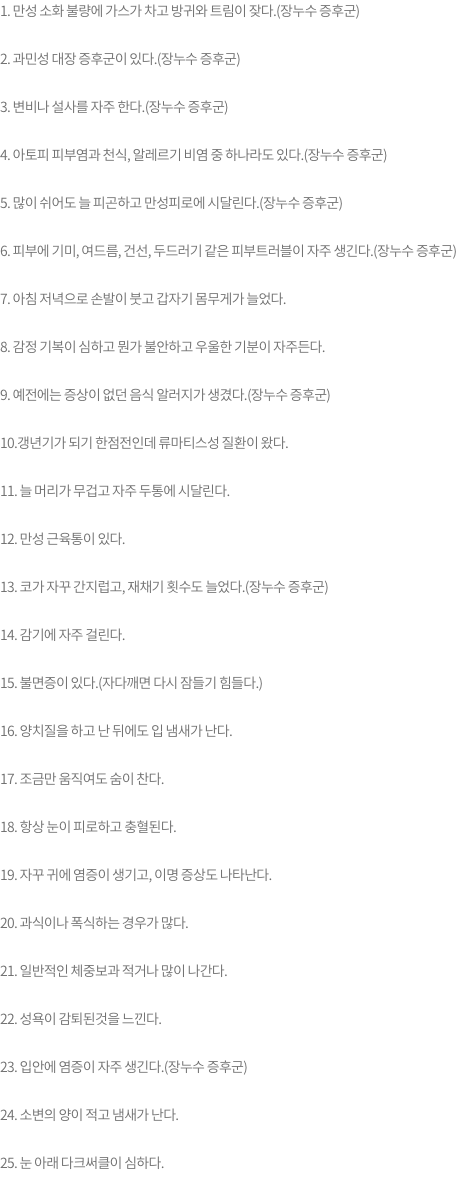 1. 만성 소화 불량에 가스가 차고 방귀와 트림이 잦다.(장누수 증후군)
2. 과민성 대장 증후군이 있다.(장누수 증후군)
3. 변비나 설사를 자주 한다.(장누수 증후군)
4. 아토피 피부염과 천식, 알레르기 비염 중 하나라도 있다.(장누수 증후군)
5. 많이 쉬어도 늘 피곤하고 만성피로에 시달린다.(장누수 증후군)
6. 피부에 기미, 여드름, 건선, 두드러기 같은 피부트러블이 자주 생긴다.(장누수 증후군)
7. 아침 저녁으로 손발이 붓고 갑자기 몸무게가 늘었다.
8. 감정 기복이 심하고 뭔가 불안하고 우울한 기분이 자주든다.
9. 예전에는 증상이 없던 음식 알러지가 생겼다.(장누수 증후군)
10.갱년기가 되기 한점전인데 류마티스성 질환이 왔다.
11. 늘 머리가 무겁고 자주 두통에 시달린다.
12. 만성 근육통이 있다.
13. 코가 자꾸 간지럽고, 재채기 횟수도 늘었다.(장누수 증후군)
14. 감기에 자주 걸린다.
15. 불면증이 있다.(자다깨면 다시 잠들기 힘들다.)
16. 양치질을 하고 난 뒤에도 입 냄새가 난다.
17. 조금만 움직여도 숨이 찬다.
18. 항상 눈이 피로하고 충혈된다.
19. 자꾸 귀에 염증이 생기고, 이명 증상도 나타난다.
20. 과식이나 폭식하는 경우가 많다.
21. 일반적인 체중보과 적거나 많이 나간다.
22. 성욕이 감퇴된것을 느낀다.
23. 입안에 염증이 자주 생긴다.(장누수 증후군)
24. 소변의 양이 적고 냄새가 난다.
25. 눈 아래 다크써클이 심하다.